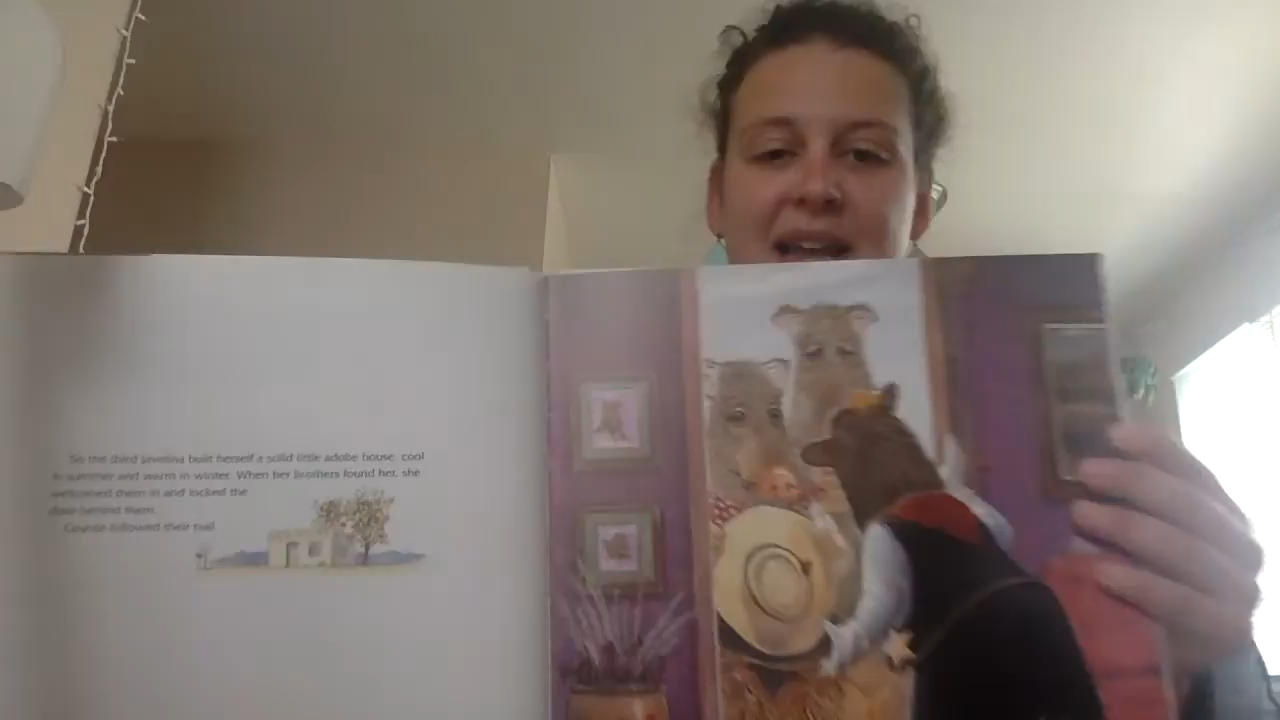 So the third javelina built herself a solid little adobe house, cool
in summer and warm in winter. When her brothers found her, she
welcomed them in and locked the
door behind them.
Coyote followed their trail.